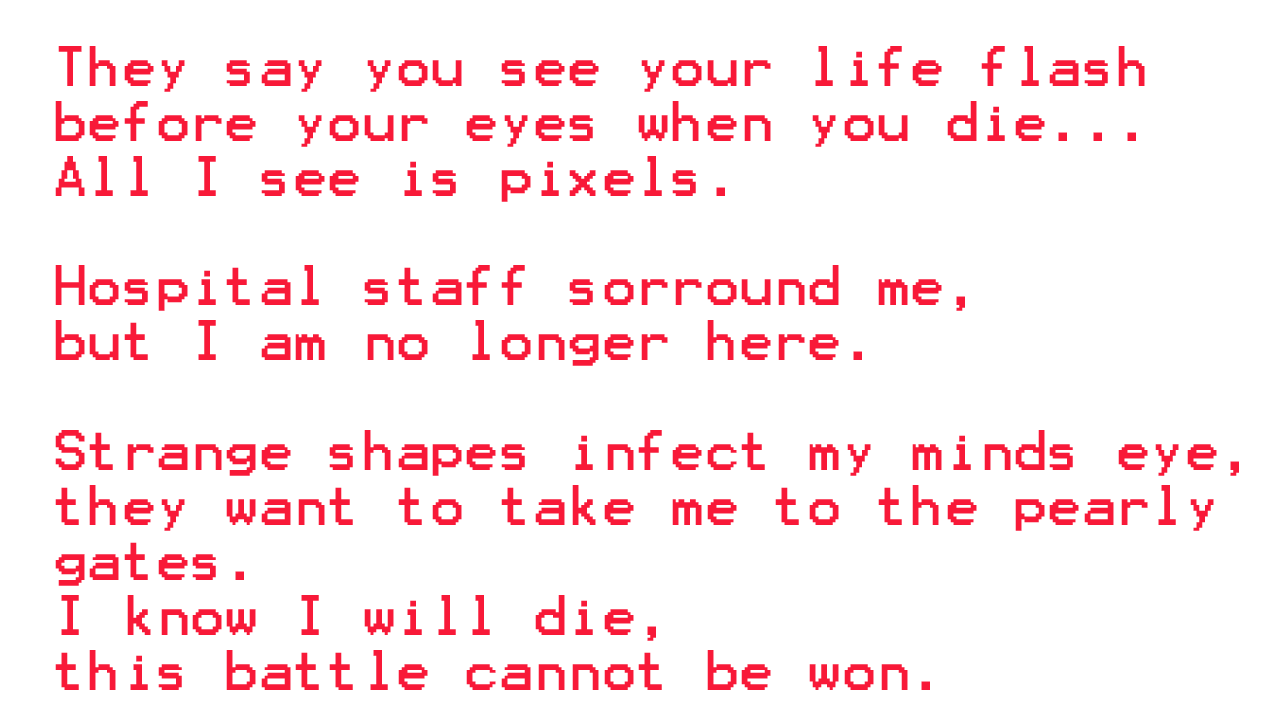 They say you see your life flash
before your eyes when you die...
All I see is pixels.
Hospital staff sorround me,
but I am no longer here.
Strange shapes infect my minds eye,
they want to take me to the pearly
gates.
I know I will die,
this battle cannot be won.